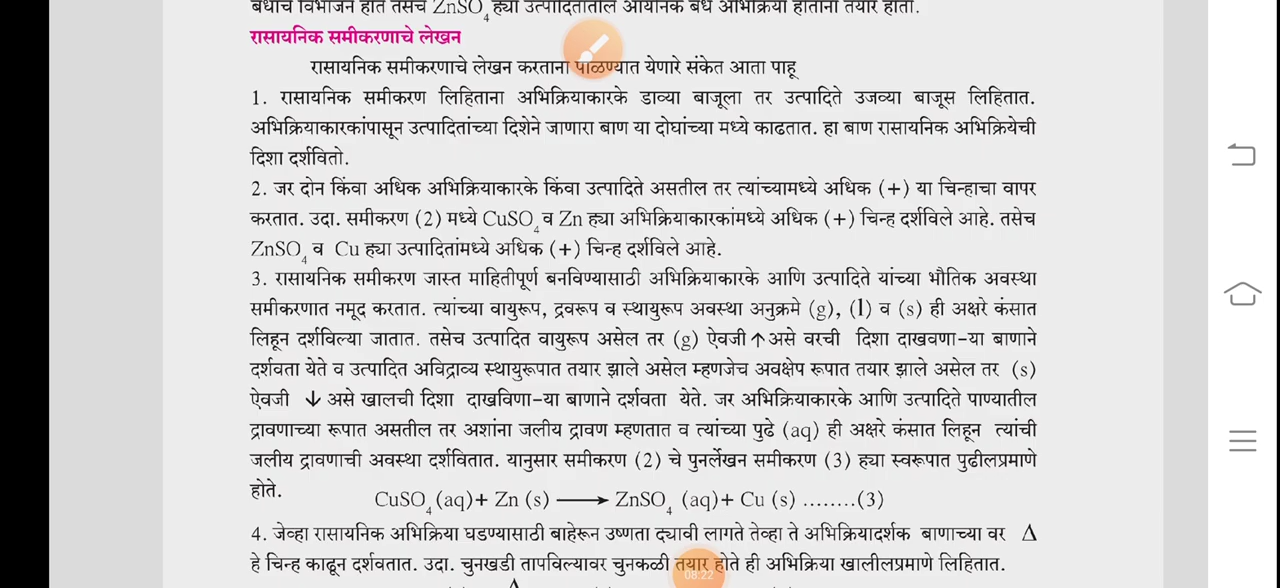 बंधाचे विभाजन होते तसेच ZnSO₄ ह्या उत्पादितातील आयनिक बंध अभिक्रिया होताना तयार होतो.
रासायनिक समीकरणाचे लेखन
रासायनिक समीकरणाचे लेखन करताना पाळण्यात येणारे संकेत आता पाहू
1. रासायनिक समीकरण लिहिताना अभिक्रियाकारके डाव्या बाजूला तर उत्पादिते उजव्या बाजूस लिहितात.
अभिक्रियाकारकांपासून उत्पादितांच्या दिशेने जाणारा बाण या दोघांच्या मध्ये काढतात. हा बाण रासायनिक अभिक्रियेची
दिशा दर्शवितो.
2. जर दोन किंवा अधिक अभिक्रियाकारके किंवा उत्पादिते असतील तर त्यांच्यामध्ये अधिक (+) या चिन्हाचा वापर
करतात. उदा. समीकरण (2) मध्ये CuSO₄ व Zn ह्या अभिक्रियाकारकांमध्ये अधिक (+) चिन्ह दर्शविले आहे. तसेच
ZnSO₄ व Cu ह्या उत्पादितांमध्ये अधिक (+) चिन्ह दर्शविले आहे.
3. रासायनिक समीकरण जास्त माहितीपूर्ण बनविण्यासाठी अभिक्रियाकारके आणि उत्पादिते यांच्या भौतिक अवस्था
समीकरणात नमूद करतात. त्यांच्या वायुरूप, द्रवरूप व स्थायुरूप अवस्था अनुक्रमे (g), (l) व (s) ही अक्षरे कंसात
लिहून दर्शविल्या जातात. तसेच उत्पादित वायुरूप असेल तर (g) ऐवजी ↑ असे वरची दिशा दाखवणा-या बाणाने
दर्शवता येते व उत्पादित अविद्राव्य स्थायुरूपात तयार झाले असेल म्हणजेच अवक्षेप रूपात तयार झाले असेल तर (s)
ऐवजी ↓ असे खालची दिशा दाखविणा-या बाणाने दर्शवता येते. जर अभिक्रियाकारके आणि उत्पादिते पाण्यातील
द्रावणाच्या रूपात असतील तर अशांना जलीय द्रावण म्हणतात व त्यांच्या पुढे (aq) ही अक्षरे कंसात लिहून त्यांची
जलीय द्रावणाची अवस्था दर्शवितात. यानुसार समीकरण (2) चे पुनर्लेखन समीकरण (3) ह्या स्वरूपात पुढीलप्रमाणे
होते.
CuSO₄ (aq)+ Zn (s) ⟶ ZnSO₄ (aq)+ Cu (s) ........(3)
4. जेव्हा रासायनिक अभिक्रिया घडण्यासाठी बाहेरून उष्णता द्यावी लागते तेव्हा ते अभिक्रियादर्शक बाणाच्या वर Δ
हे चिन्ह काढून दर्शवतात. उदा. चुनखडी तापविल्यावर चुनकळी तयार होते ही अभिक्रिया खालीलप्रमाणे लिहितात.
08:22